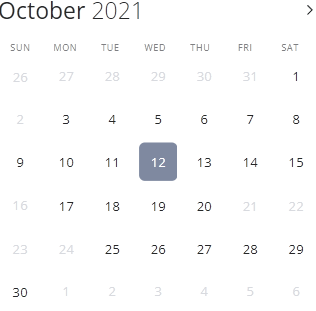 October 2021
SUN MON TUE WED THU FRI SAT
26 27 28 29 30 31 1
2 3 4 5 6 7 8
9 10 11 12 13 14 15
16 17 18 19 20 21 22
23 24 25 26 27 28 29
30 1 2 3 4 5 6